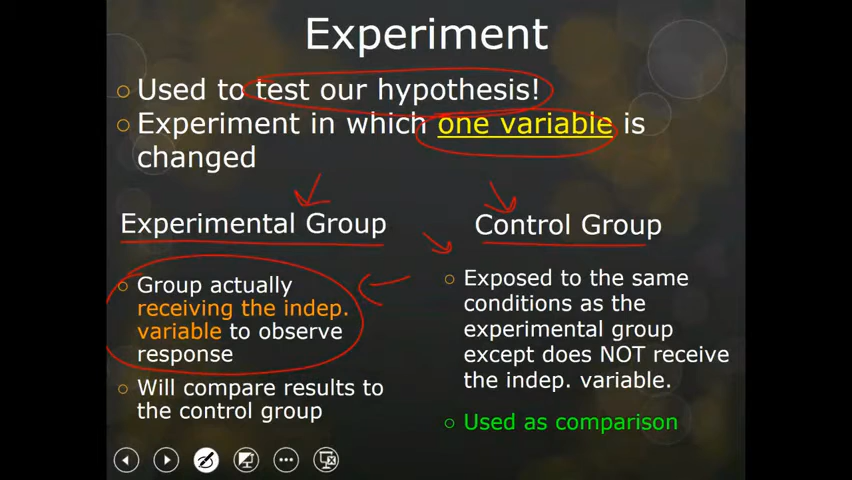 Experiment
Used to test our hypothesis!
Experiment in which one variable is
changed
Experimental Group
Group actually
receiving the indep.
variable to observe
response
Will compare results to
the control group
Control Group
Exposed to the same
conditions as the
experimental group
except does NOT receive
the indep. variable.
Used as comparison